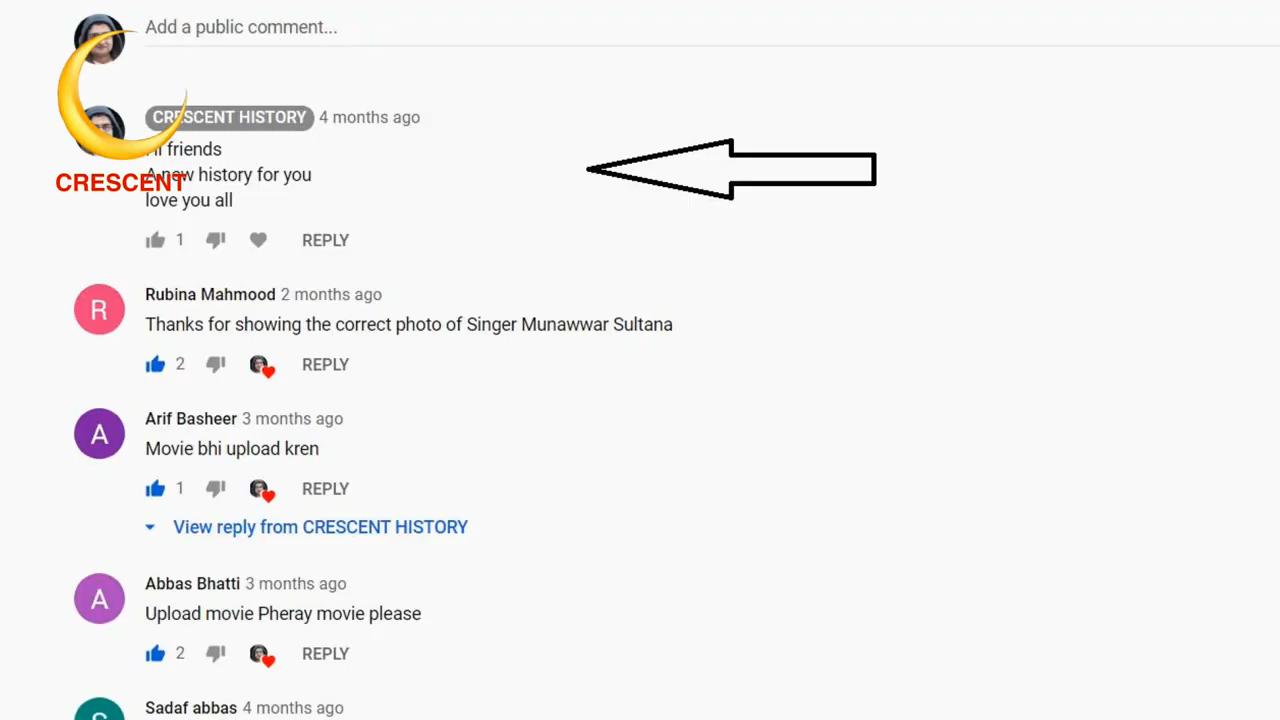 Add a public comment...
CRESCENT HISTORY 4 months ago
Hi friends
A new history for you
CRESCENT
love you all
1 REPLY
R
Rubina Mahmood 2 months ago
Thanks for showing the correct photo of Singer Munawwar Sultana
2 REPLY
A
Arif Basheer 3 months ago
Movie bhi upload kren
1 REPLY
View reply from CRESCENT HISTORY
A
Abbas Bhatti 3 months ago
Upload movie Pheray movie please
2 REPLY
S
Sadaf abbas 4 months ago